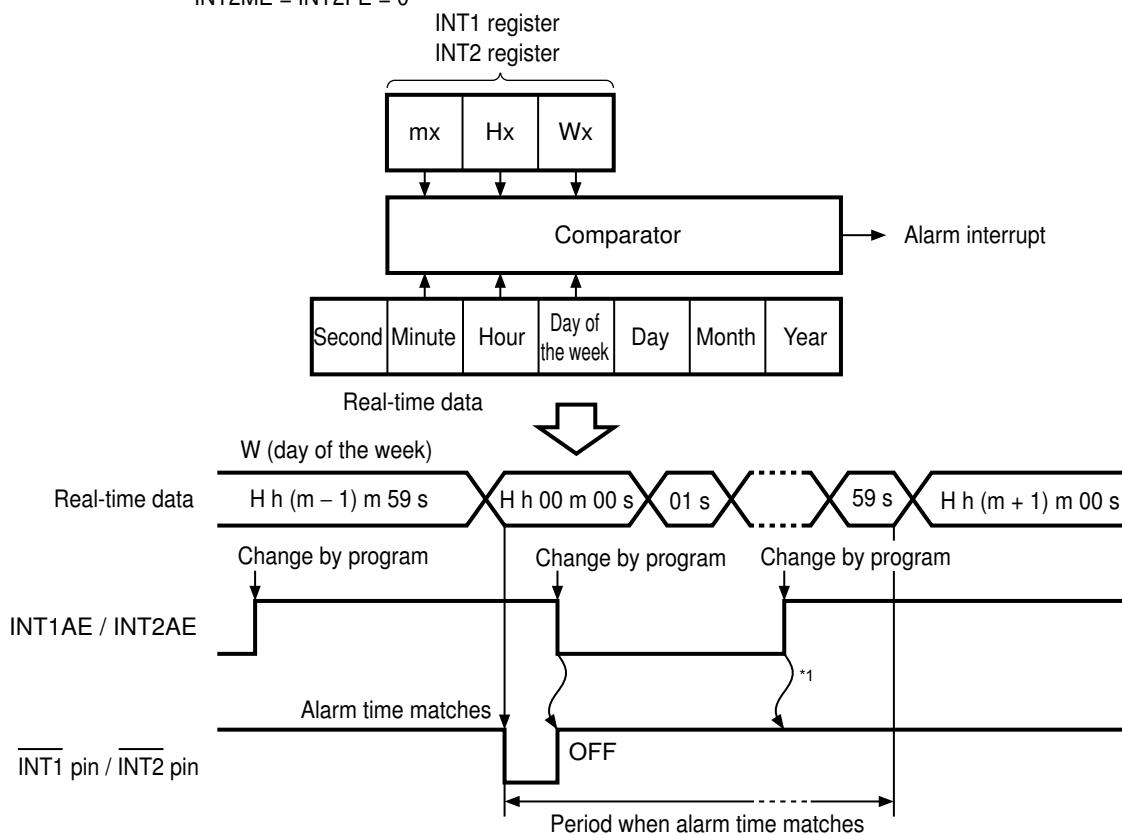 INT2ME = INT2FE = 0
INT1 register
INT2 register
mx Hx Wx
Comparator
Alarm interrupt
Second Minute Hour Day of the week Day Month Year
Real-time data
W (day of the week)
Real-time data H h (m − 1) m 59 s H h 00 m 00 s 01 s 59 s H h (m + 1) m 00 s
Change by program Change by program Change by program
INT1AE / INT2AE
*1
Alarm time matches
OFF
INT1 pin / INT2 pin
Period when alarm time matches